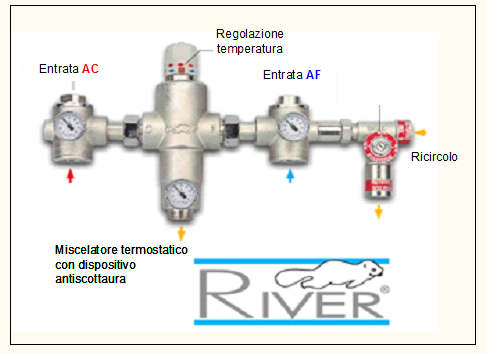 Regolazione
temperatura
Entrata AC
Entrata AF
Ricircolo
Miscelatore termostatico
con dispositivo
antiscottaura
RIVER®